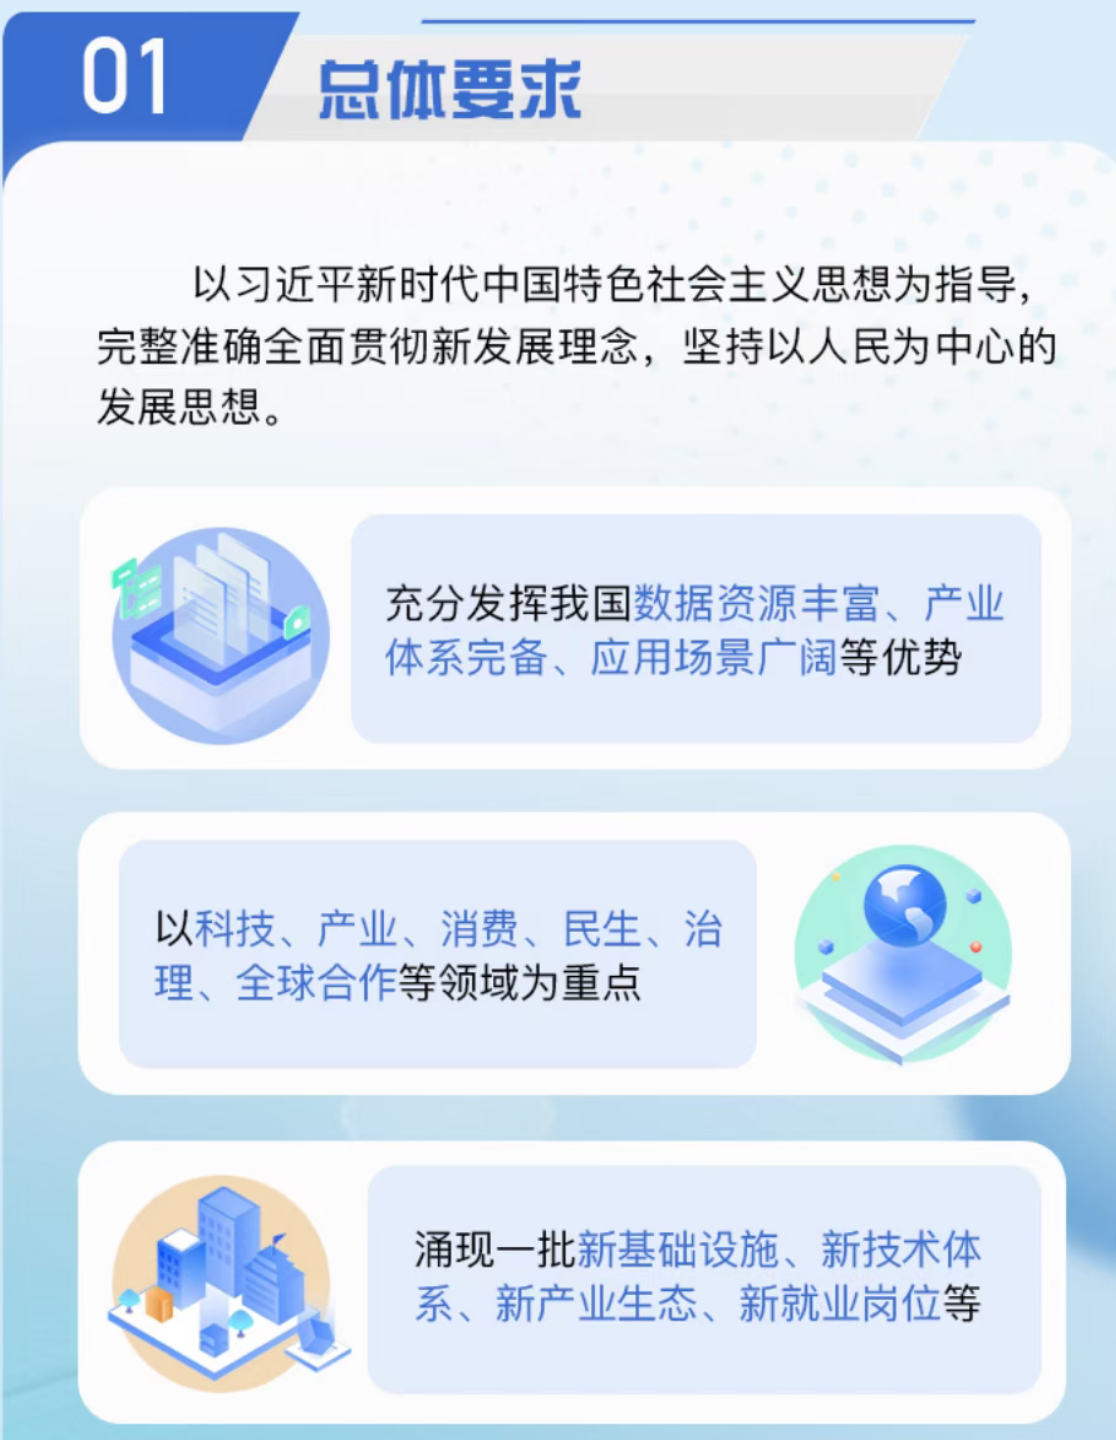 01
总体要求
以习近平新时代中国特色社会主义思想为指导，
完整准确全面贯彻新发展理念，坚持以人民为中心的
发展思想。
充分发挥我国数据资源丰富、产业
体系完备、应用场景广阔等优势
以科技、产业、消费、民生、治
理、全球合作等领域为重点
涌现一批新基础设施、新技术体
系、新产业生态、新就业岗位等